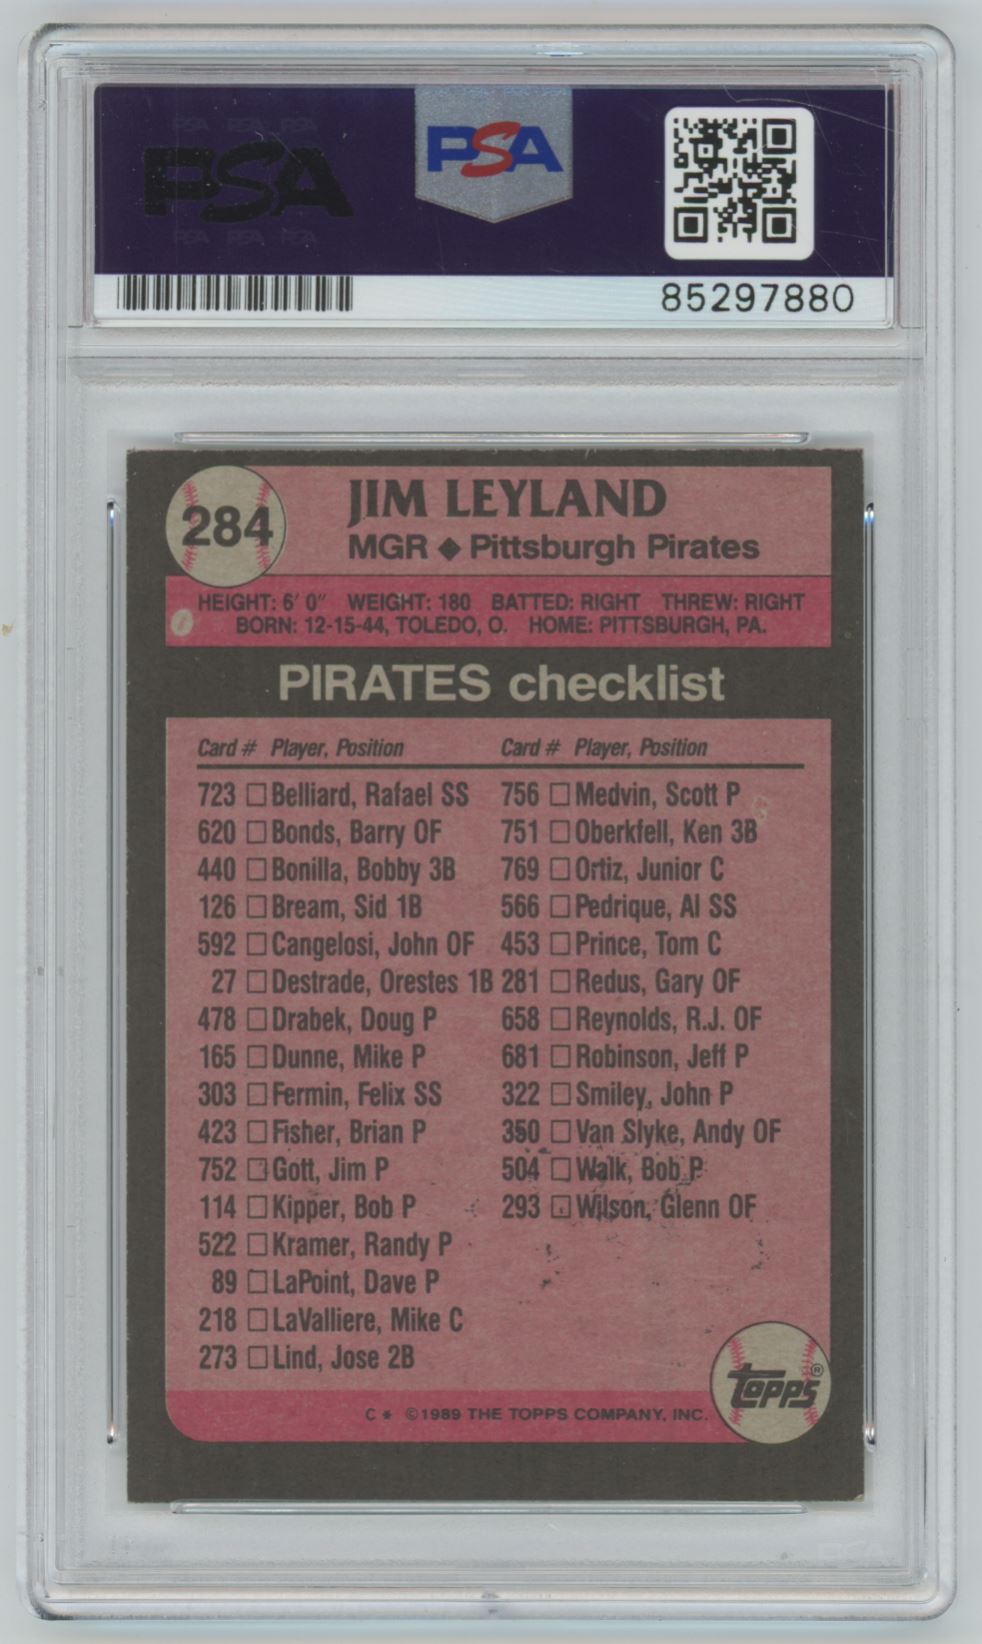 PSA PSA PSA
PSA
PSA PSA PSA
PSA
85297880
284
JIM LEYLAND
MGR ◆ Pittsburgh Pirates
HEIGHT: 6' 0" WEIGHT: 180 BATTED: RIGHT THREW: RIGHT
BORN: 12-15-44, TOLEDO, O. HOME: PITTSBURGH, PA.
PIRATES checklist
Card # Player, Position
723 □ Belliard, Rafael SS
620 □ Bonds, Barry OF
440 □ Bonilla, Bobby 3B
126 □ Bream, Sid 1B
592 □ Cangelosi, John OF
27 □ Destrade, Orestes 1B
478 □ Drabek, Doug P
165 □ Dunne, Mike P
303 □ Fermin, Felix SS
423 □ Fisher, Brian P
752 □ Gott, Jim P
114 □ Kipper, Bob P
522 □ Kramer, Randy P
89 □ LaPoint, Dave P
218 □ LaValliere, Mike C
273 □ Lind, Jose 2B
Card # Player, Position
756 □ Medvin, Scott P
751 □ Oberkfell, Ken 3B
769 □ Ortiz, Junior C
566 □ Pedrique, Al SS
453 □ Prince, Tom C
281 □ Redus, Gary OF
658 □ Reynolds, R.J. OF
681 □ Robinson, Jeff P
322 □ Smiley, John P
350 □ Van Slyke, Andy OF
504 □ Walk, Bob P
293 □ Wilson, Glenn OF
topps®
C * ©1989 THE TOPPS COMPANY, INC.
PSA